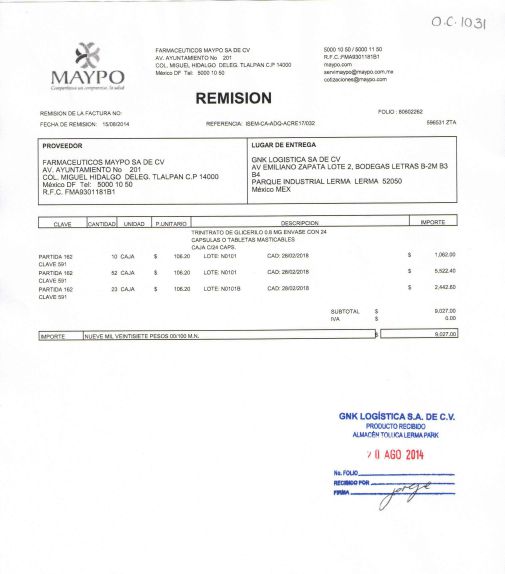 O.C. 1031
MAYPO
Compartimos un compromiso, la salud
FARMACEUTICOS MAYPO SA DE CV
AV. AYUNTAMIENTO No 201
COL. MIGUEL HIDALGO DELEG. TLALPAN C.P 14000
México DF Tel: 5000 10 50
5000 10 50 / 5000 11 50
R.F.C. FMA9301181B1
maypo.com
servimaypo@maypo.com.mx
cotizaciones@maypo.com
REMISION
REMISION DE LA FACTURA NO:
FOLIO : 80602262
FECHA DE REMISION: 15/08/2014
REFERENCIA: ISEM-CA-ADQ-ACRE17/032
596531 ZTA
PROVEEDOR
FARMACEUTICOS MAYPO SA DE CV
AV. AYUNTAMIENTO No 201
COL. MIGUEL HIDALGO DELEG. TLALPAN C.P 14000
México DF Tel: 5000 10 50
R.F.C. FMA9301181B1
LUGAR DE ENTREGA
GNK LOGISTICA SA DE CV
AV EMILIANO ZAPATA LOTE 2, BODEGAS LETRAS B-2M B3
B4
PARQUE INDUSTRIAL LERMA LERMA 52050
México MEX
CLAVE CANTIDAD UNIDAD P.UNITARIO DESCRIPCION IMPORTE
TRINITRATO DE GLICERILO 0.8 MG ENVASE CON 24
CAPSULAS O TABLETAS MASTICABLES
CAJA C/24 CAPS.
PARTIDA 162 10 CAJA $ 106.20 LOTE: N0101 CAD: 28/02/2018 $ 1,062.00
CLAVE 591
PARTIDA 162 52 CAJA $ 106.20 LOTE: N0101 CAD: 28/02/2018 $ 5,522.40
CLAVE 591
PARTIDA 162 23 CAJA $ 106.20 LOTE: N0101B CAD: 28/02/2018 $ 2,442.60
CLAVE 591
SUBTOTAL $ 9,027.00
IVA $ 0.00
IMPORTE NUEVE MIL VEINTISIETE PESOS 00/100 M.N. $ 9,027.00
GNK LOGÍSTICA S.A. DE C.V.
PRODUCTO RECIBIDO
ALMACÉN TOLUCA LERMA PARK
20 AGO 2014
No. FOLIO
RECIBIDO POR
FIRMA jorge